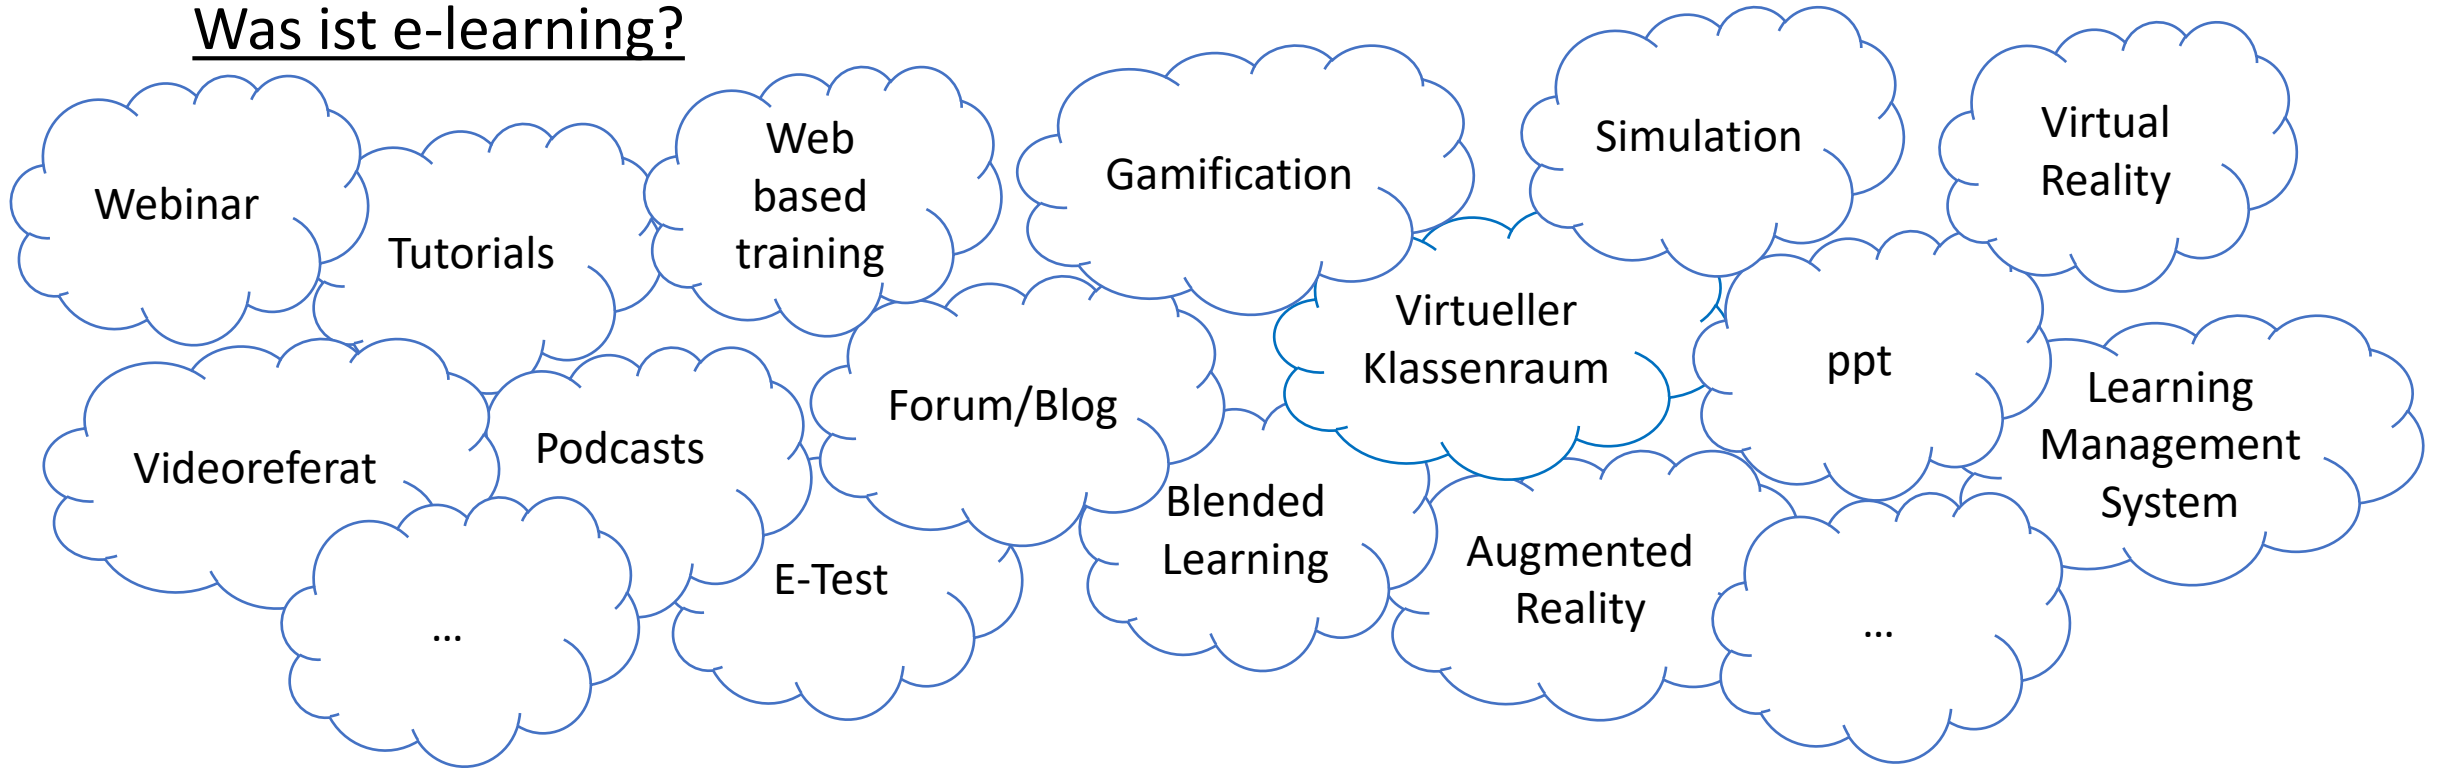 Was ist e-learning?
Webinar
Tutorials
Web
based
training
Gamification
Simulation
Virtual
Reality
Videoreferat
Podcasts
Forum/Blog
Virtueller
Klassenraum
ppt
Learning
Management
System
...
E-Test
Blended
Learning
Augmented
Reality
...